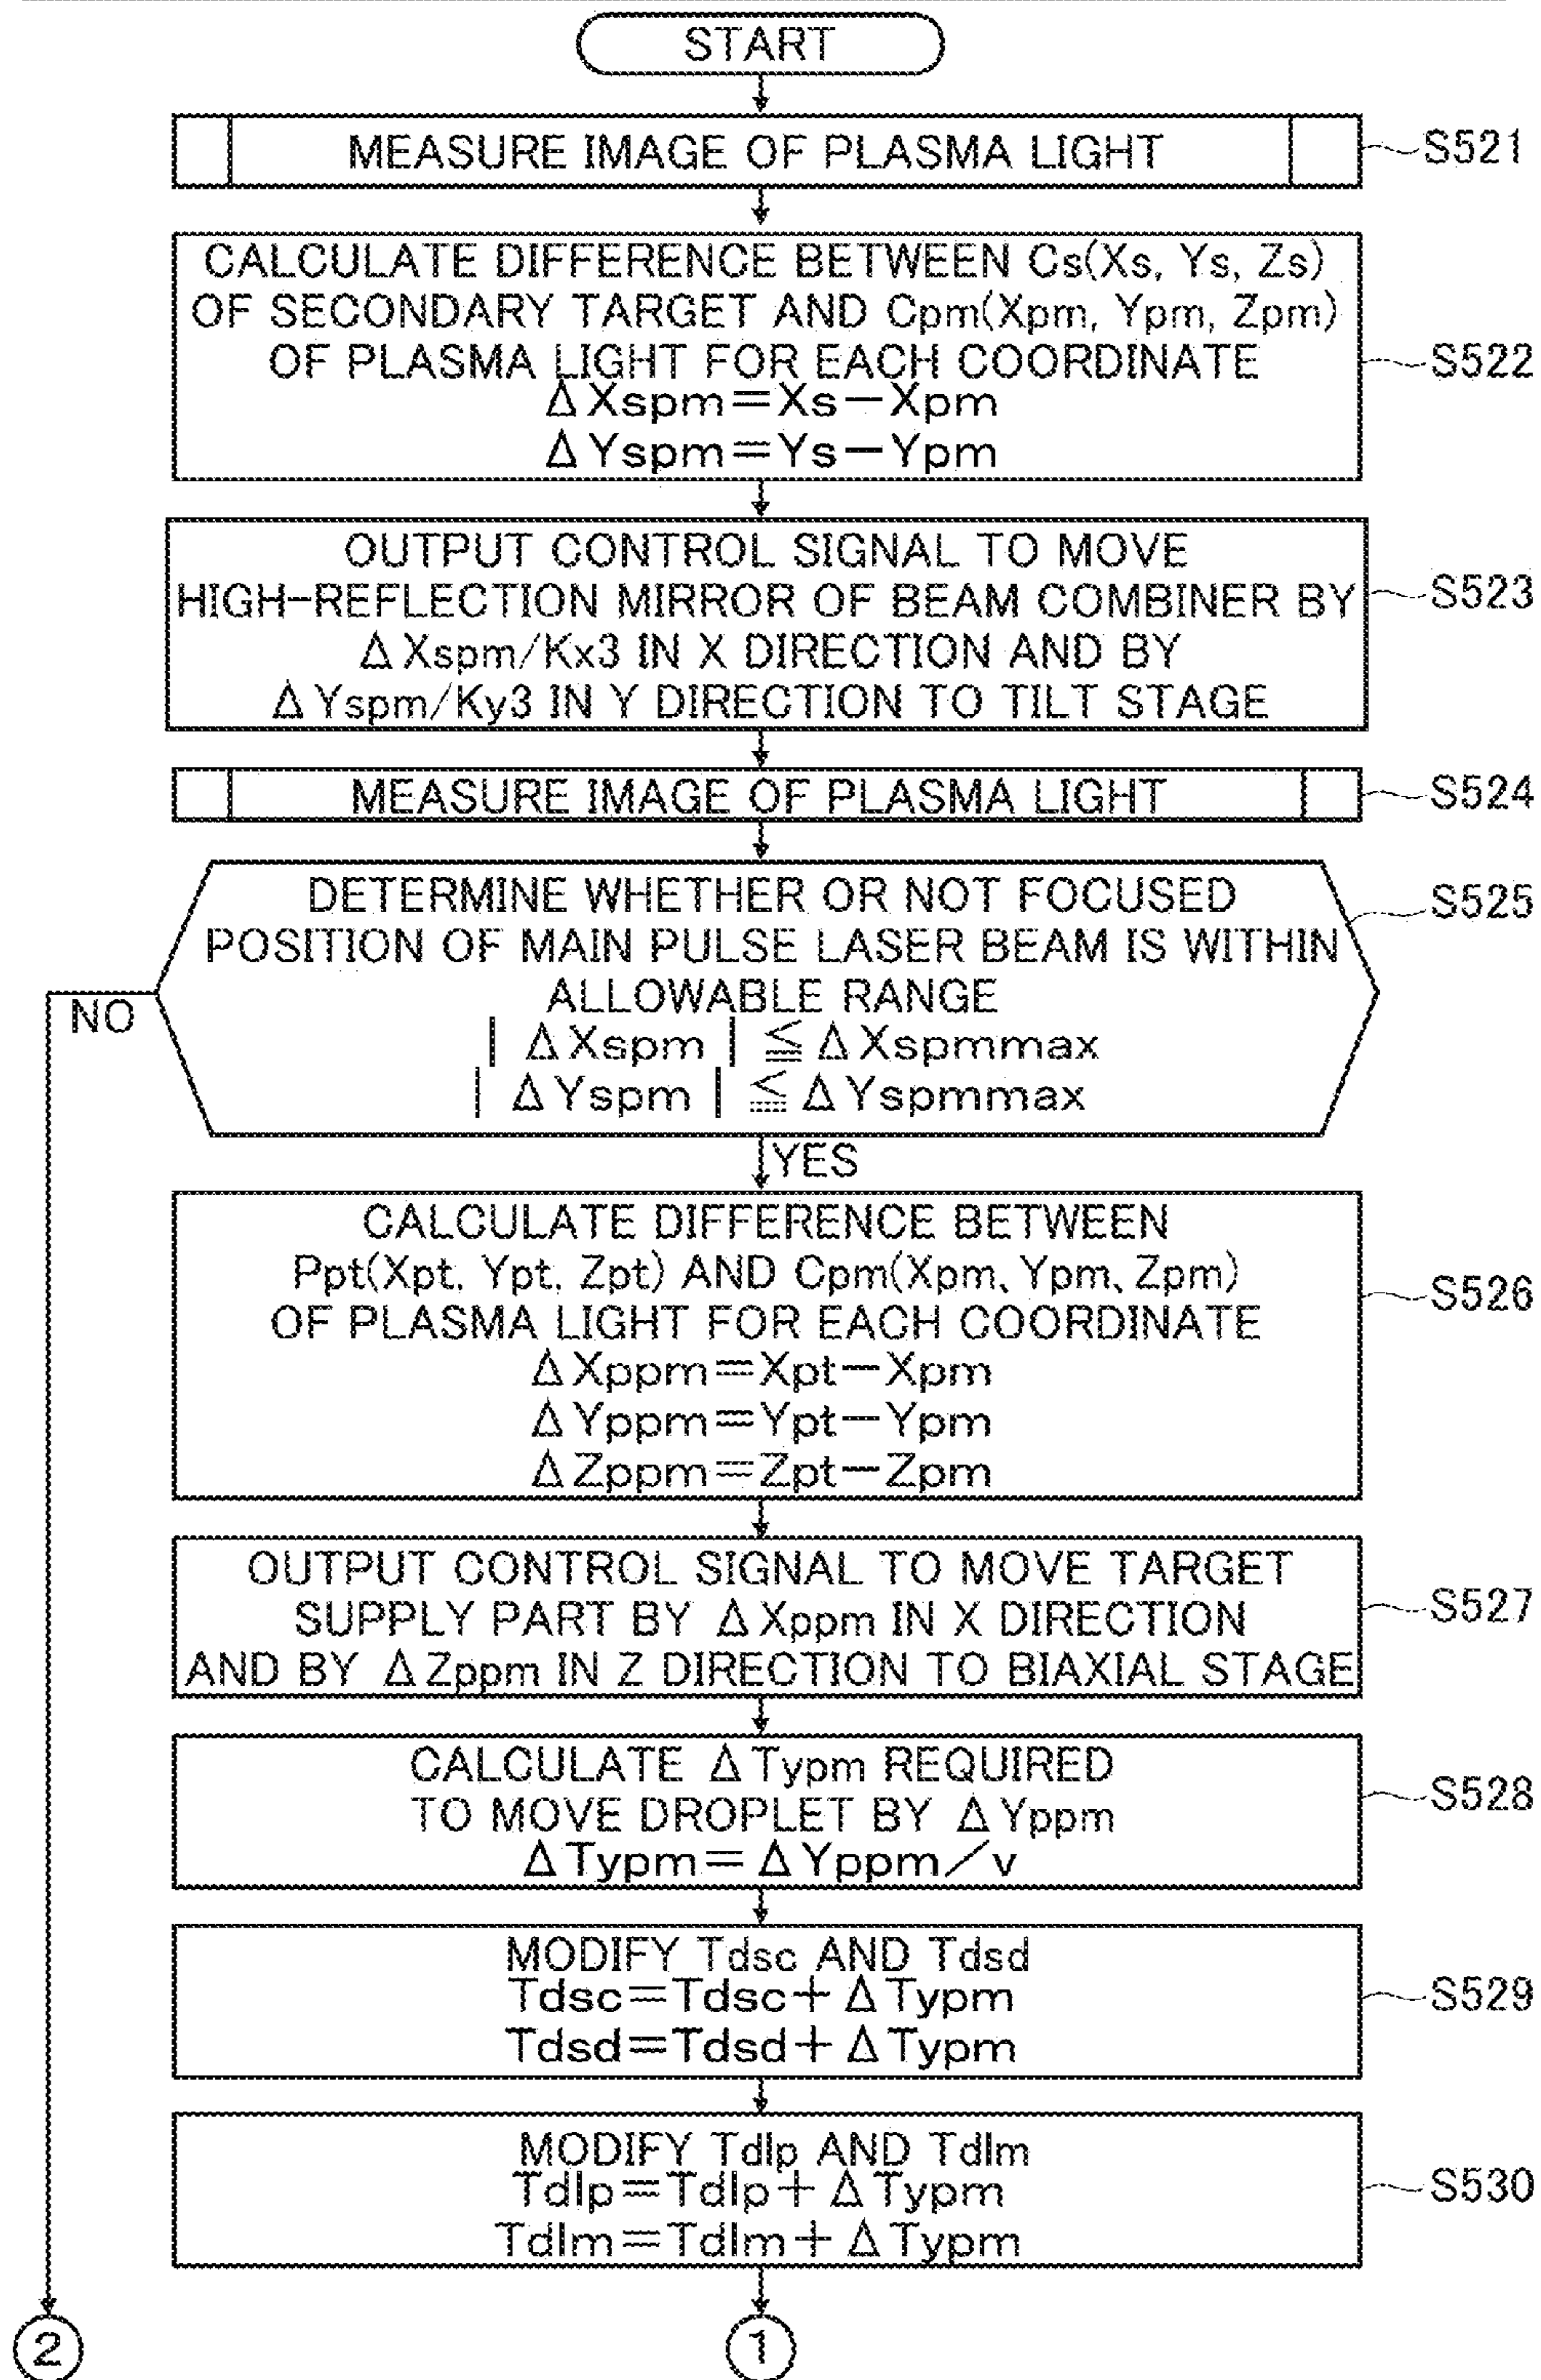 START
MEASURE IMAGE OF PLASMA LIGHT
S521
CALCULATE DIFFERENCE BETWEEN Cs(Xs, Ys, Zs)
OF SECONDARY TARGET AND Cpm(Xpm, Ypm, Zpm)
OF PLASMA LIGHT FOR EACH COORDINATE
ΔXspm=Xs-Xpm
ΔYspm=Ys-Ypm
S522
OUTPUT CONTROL SIGNAL TO MOVE
HIGH-REFLECTION MIRROR OF BEAM COMBINER BY
ΔXspm/Kx3 IN X DIRECTION AND BY
ΔYspm/Ky3 IN Y DIRECTION TO TILT STAGE
S523
MEASURE IMAGE OF PLASMA LIGHT
S524
DETERMINE WHETHER OR NOT FOCUSED
POSITION OF MAIN PULSE LASER BEAM IS WITHIN
ALLOWABLE RANGE
| ΔXspm | ≦ ΔXspmmax
| ΔYspm | ≦ ΔYspmmax
S525
NO
YES
CALCULATE DIFFERENCE BETWEEN
Ppt(Xpt, Ypt, Zpt) AND Cpm(Xpm、Ypm、Zpm)
OF PLASMA LIGHT FOR EACH COORDINATE
ΔXppm=Xpt-Xpm
ΔYppm=Ypt-Ypm
ΔZppm=Zpt-Zpm
S526
OUTPUT CONTROL SIGNAL TO MOVE TARGET
SUPPLY PART BY ΔXppm IN X DIRECTION
AND BY ΔZppm IN Z DIRECTION TO BIAXIAL STAGE
S527
CALCULATE ΔTypm REQUIRED
TO MOVE DROPLET BY ΔYppm
ΔTypm=ΔYppm/v
S528
MODIFY Tdsc AND Tdsd
Tdsc=Tdsc+ΔTypm
Tdsd=Tdsd+ΔTypm
S529
MODIFY Tdlp AND Tdlm
Tdlp=Tdlp+ΔTypm
Tdlm=Tdlm+ΔTypm
S530
2
1